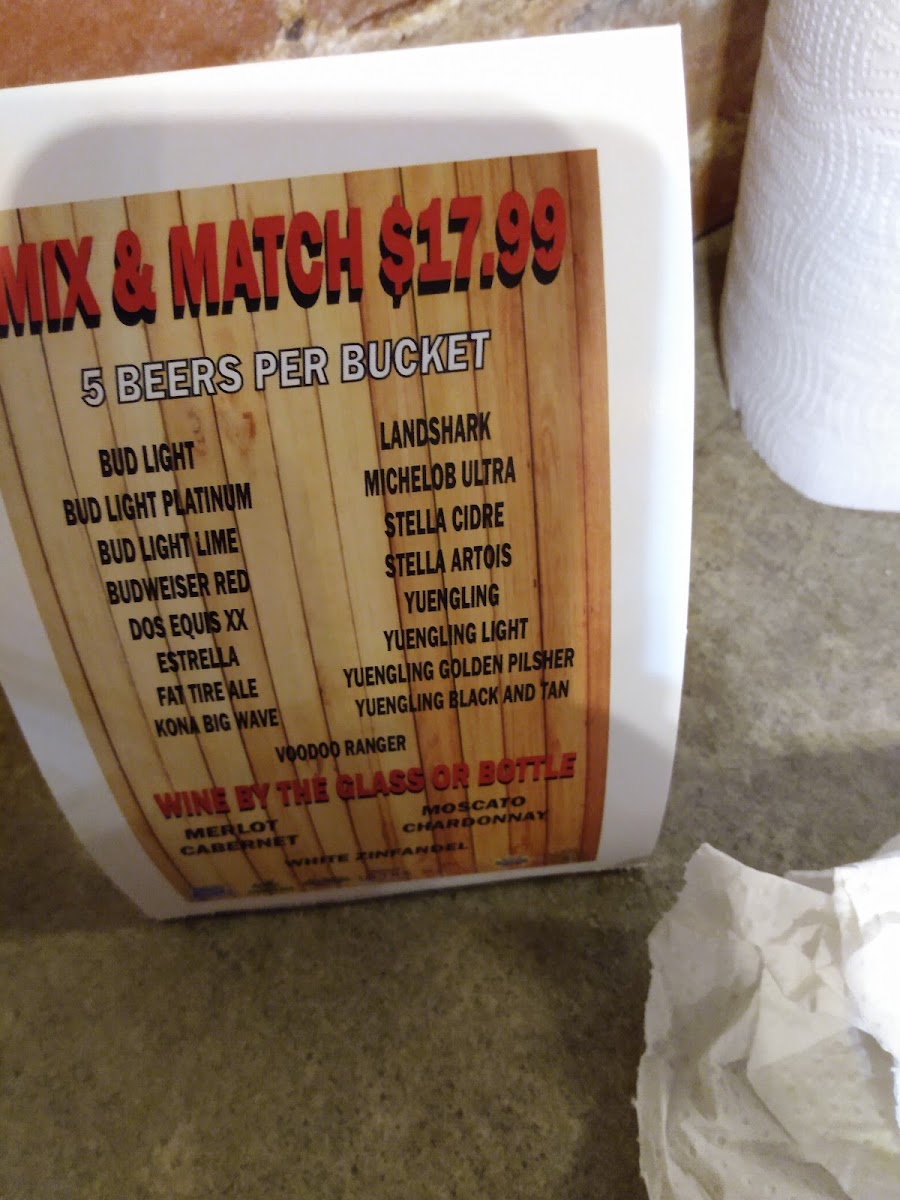 MIX & MATCH $17.99
5 BEERS PER BUCKET
BUD LIGHT
BUD LIGHT PLATINUM
BUD LIGHT LIME
BUDWEISER RED
DOS EQUIS XX
ESTRELLA
FAT TIRE ALE
KONA BIG WAVE
LANDSHARK
MICHELOB ULTRA
STELLA CIDRE
STELLA ARTOIS
YUENGLING
YUENGLING LIGHT
YUENGLING GOLDEN PILSHER
YUENGLING BLACK AND TAN
VOODOO RANGER
WINE BY THE GLASS OR BOTTLE
MERLOT
CABERNET
MOSCATO
CHARDONNAY
WHITE ZINFANDEL